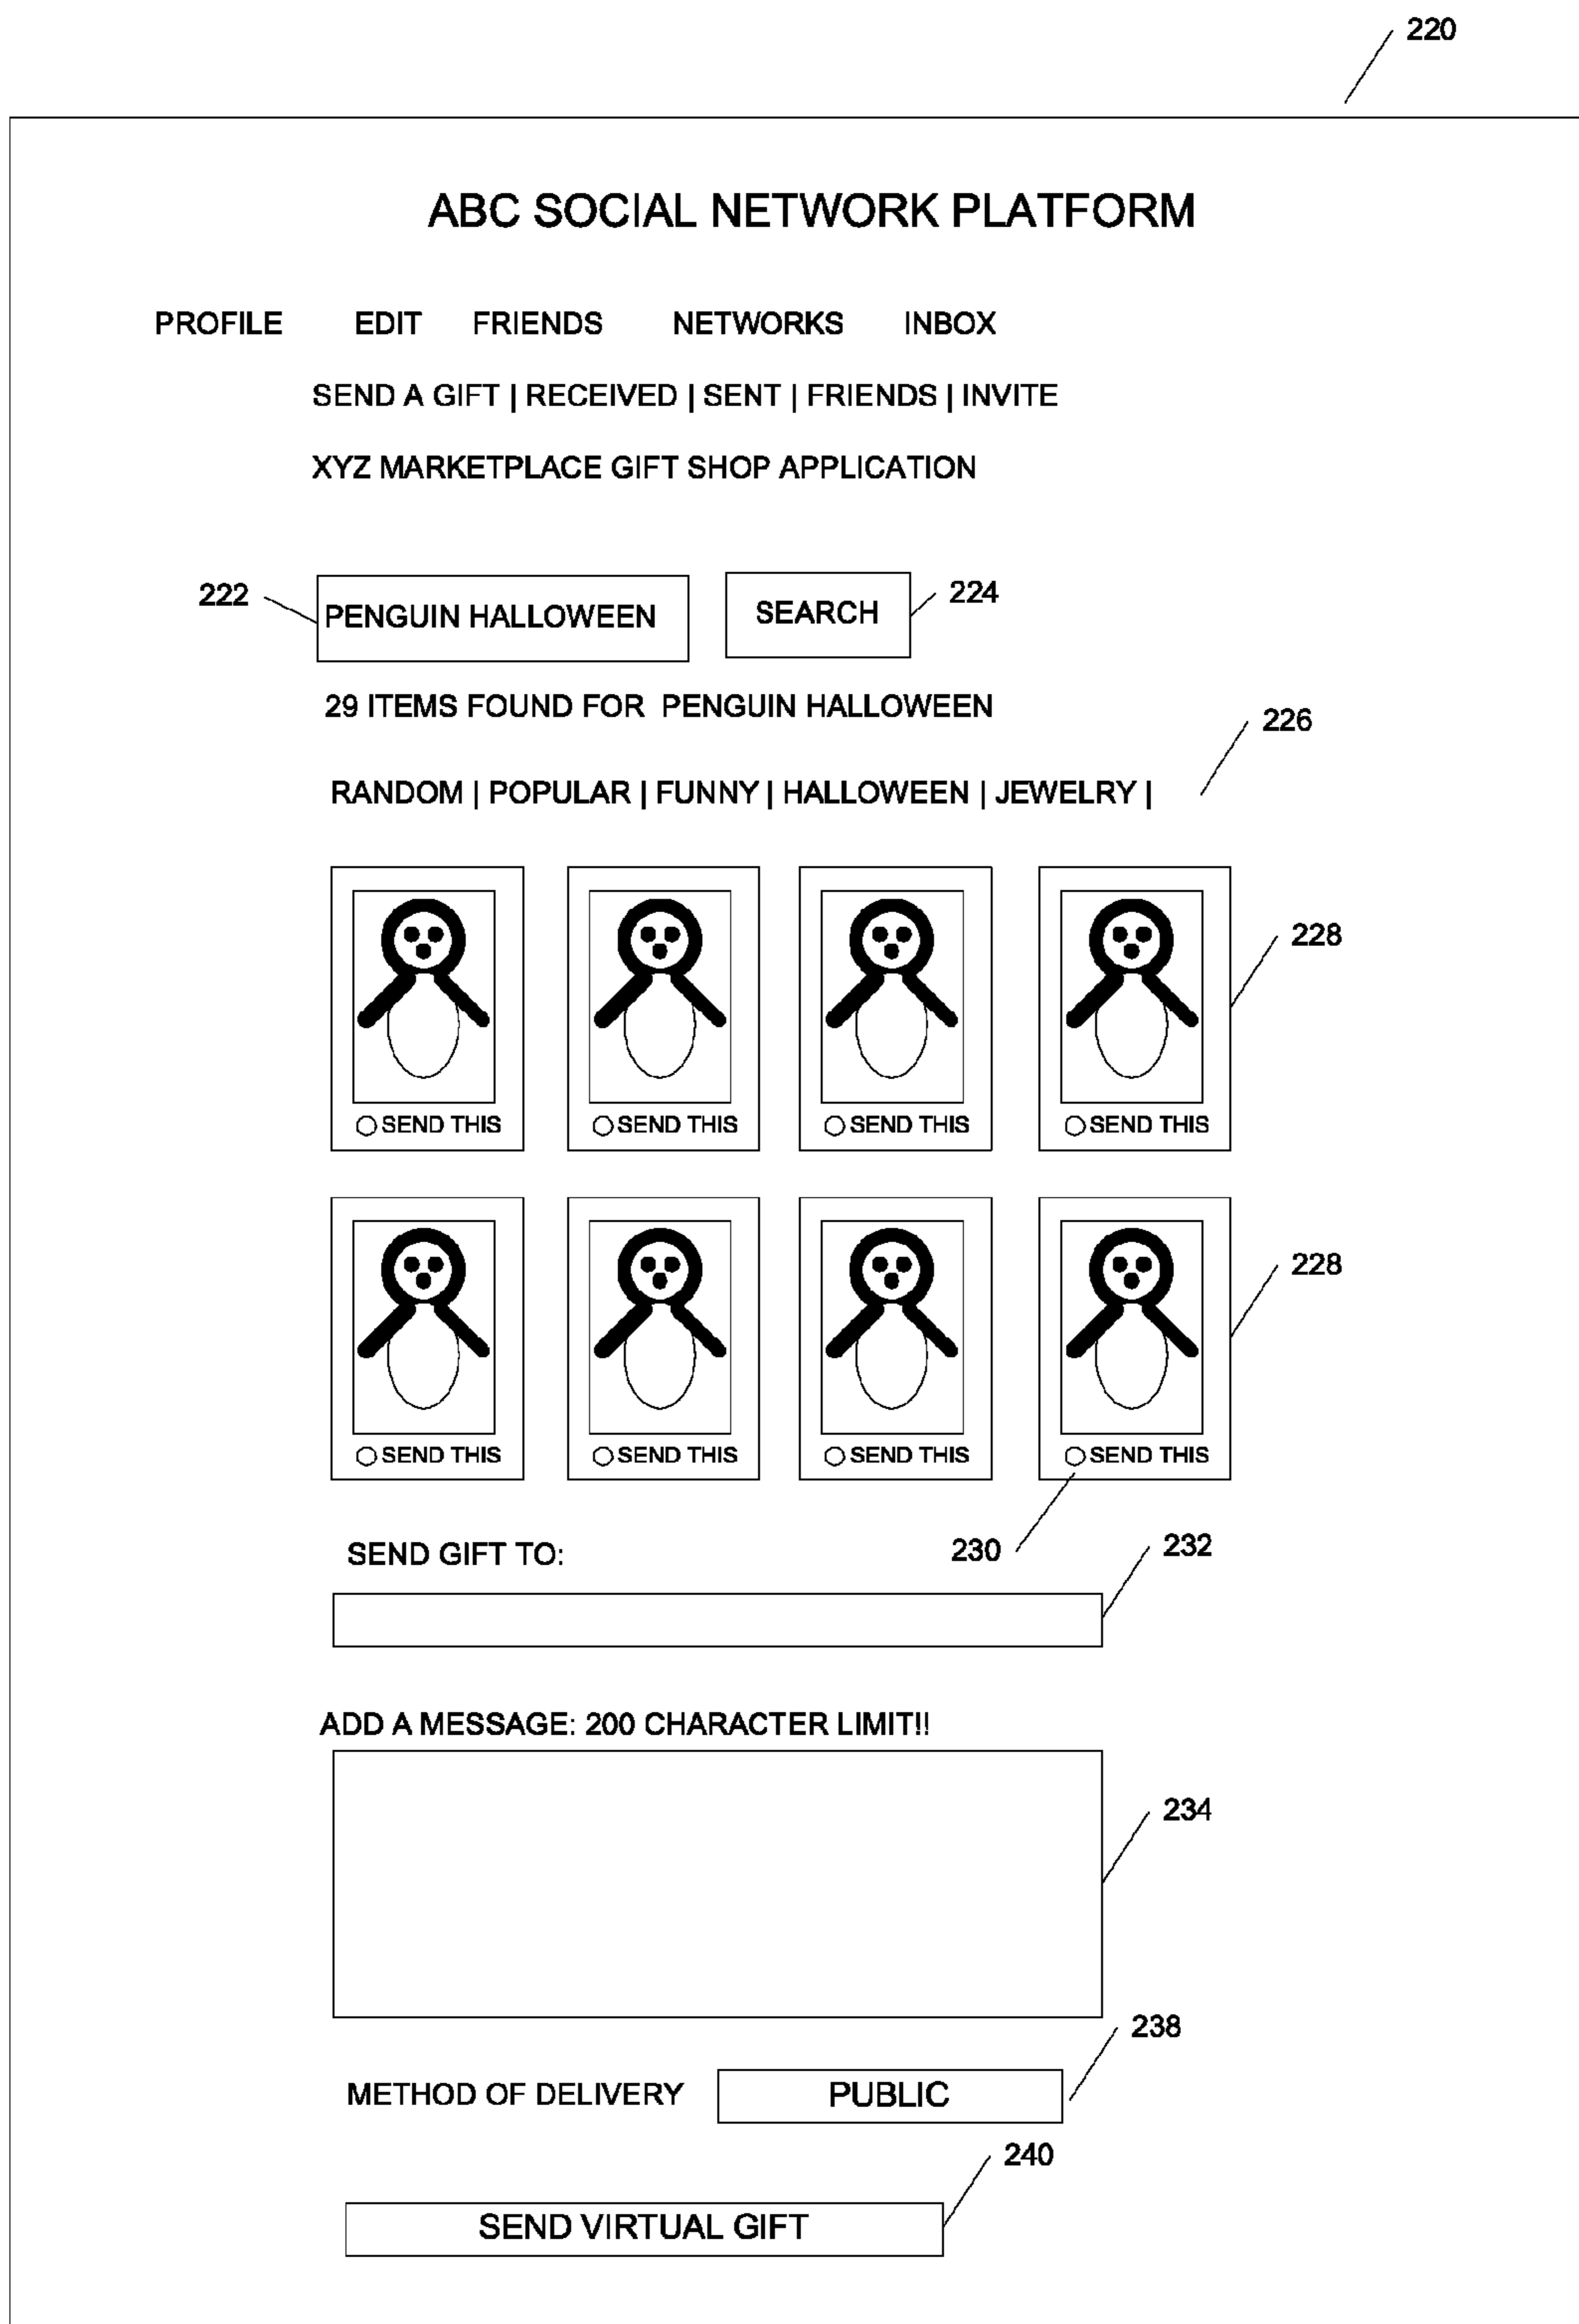 220
ABC SOCIAL NETWORK PLATFORM
PROFILE EDIT FRIENDS NETWORKS INBOX
SEND A GIFT | RECEIVED | SENT | FRIENDS | INVITE
XYZ MARKETPLACE GIFT SHOP APPLICATION
222 PENGUIN HALLOWEEN SEARCH 224
29 ITEMS FOUND FOR PENGUIN HALLOWEEN
226
RANDOM | POPULAR | FUNNY | HALLOWEEN | JEWELRY |
228
SEND THIS SEND THIS SEND THIS SEND THIS
228
SEND THIS SEND THIS SEND THIS SEND THIS
SEND GIFT TO: 230 232
ADD A MESSAGE: 200 CHARACTER LIMIT!!
234
238
METHOD OF DELIVERY PUBLIC
240
SEND VIRTUAL GIFT